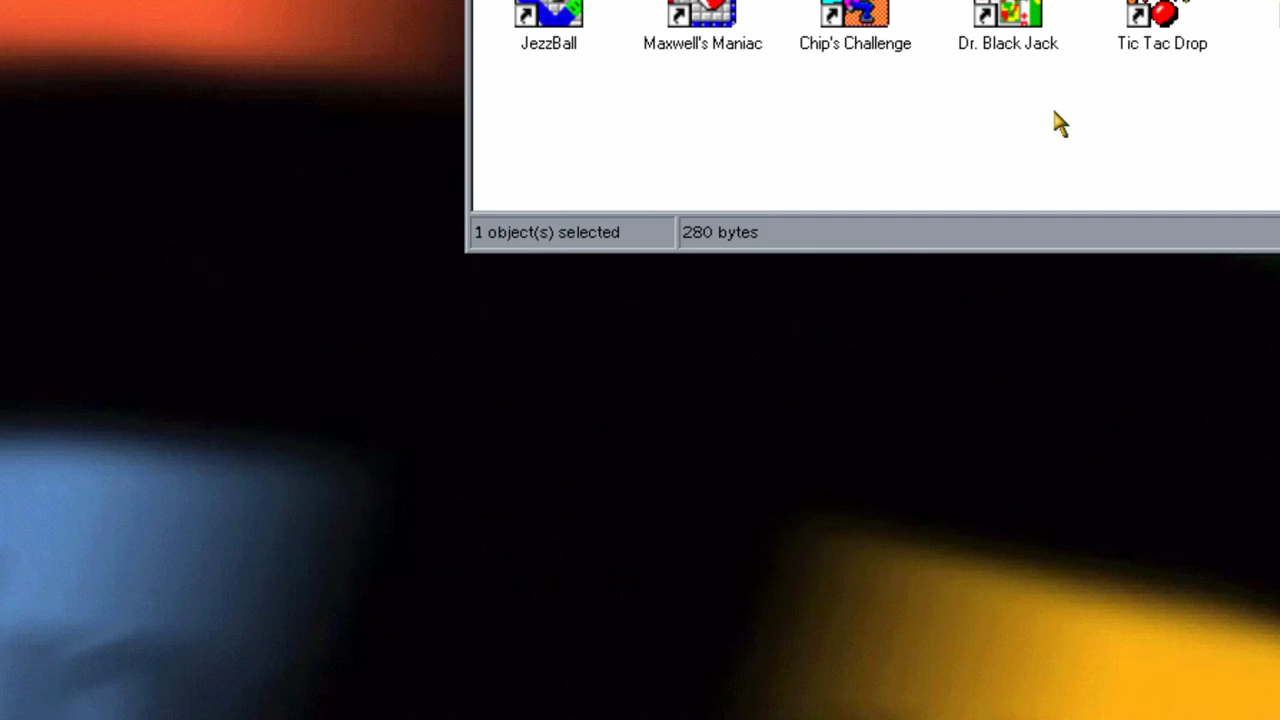 JezzBall Maxwell's Maniac Chip's Challenge Dr. Black Jack Tic Tac Drop
1 object(s) selected 280 bytes